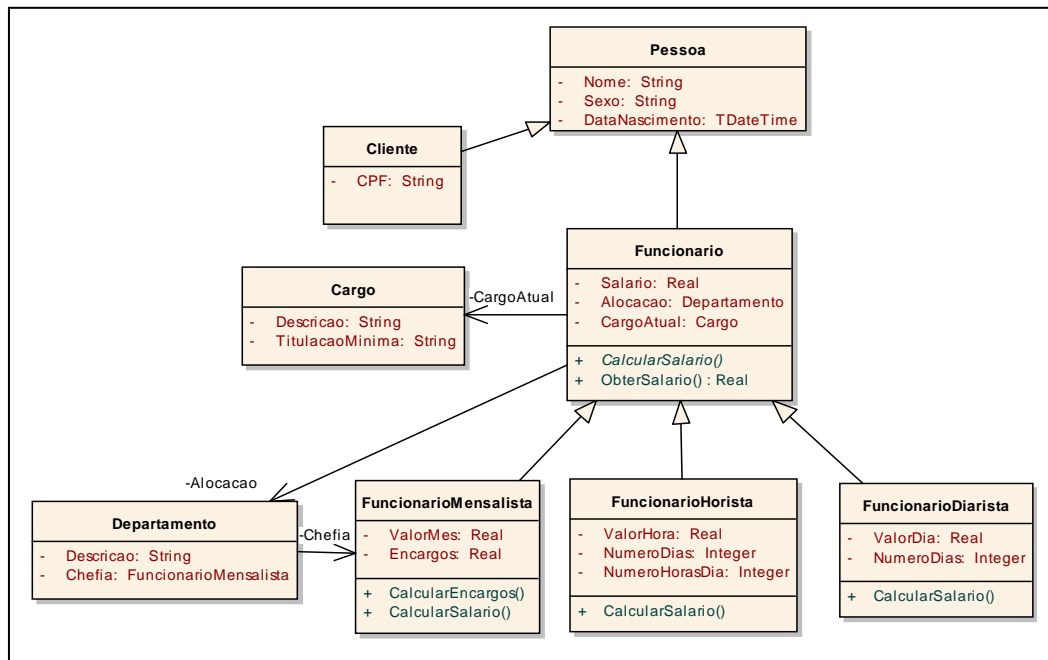 Pessoa
- Nome: String
- Sexo: String
- DataNascimento: TDateTime
Cliente
- CPF: String
Funcionario
- Salario: Real
- Alocacao: Departamento
- CargoAtual: Cargo
+ CalcularSalario()
+ ObterSalario() : Real
Cargo
- Descricao: String
- TitulacaoMinima: String
-CargoAtual
-Alocacao
Departamento
- Descricao: String
- Chefia: FuncionarioMensalista
-Chefia
FuncionarioMensalista
- ValorMes: Real
- Encargos: Real
+ CalcularEncargos()
+ CalcularSalario()
FuncionarioHorista
- ValorHora: Real
- NumeroDias: Integer
- NumeroHorasDia: Integer
+ CalcularSalario()
FuncionarioDiarista
- ValorDia: Real
- NumeroDias: Integer
+ CalcularSalario()